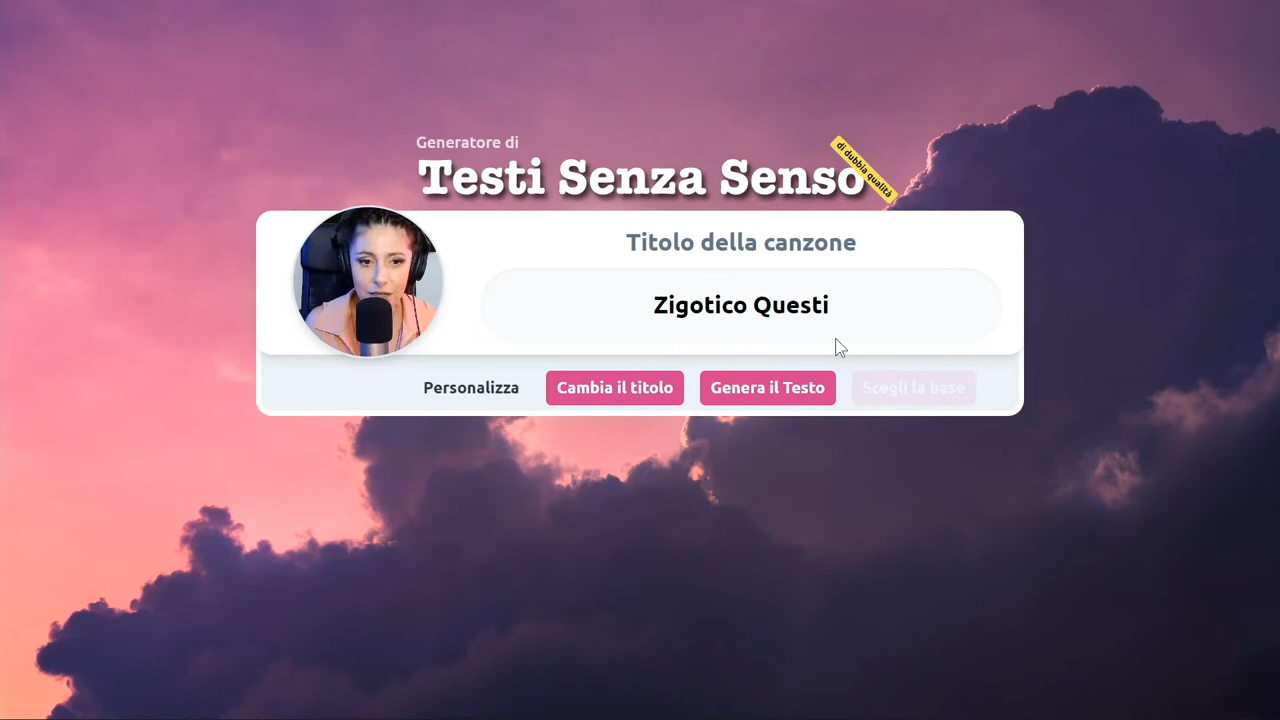 Generatore di
Testi Senza Senso
di dubbia qualità
Titolo della canzone
Zigotico Questi
Personalizza
Cambia il titolo
Genera il Testo
Scegli la base